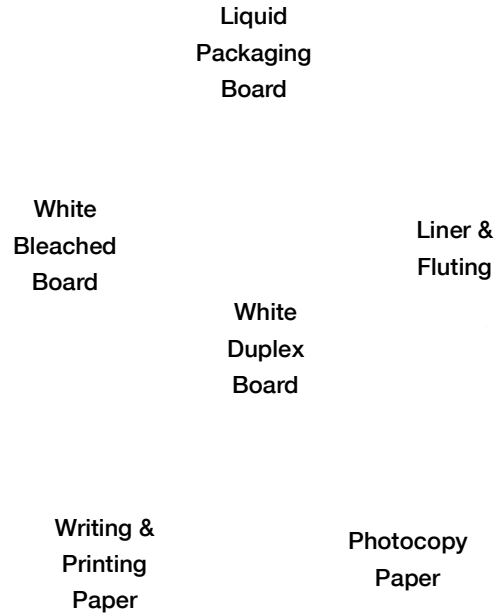 Liquid
Packaging
Board
White
Bleached
Board
Liner &
Fluting
White
Duplex
Board
Writing &
Printing
Paper
Photocopy
Paper